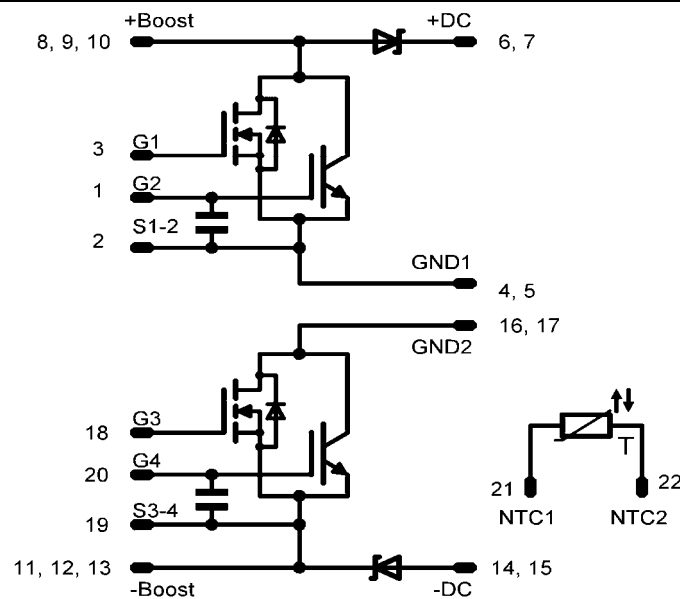 +Boost
+DC
8, 9, 10
6, 7
3
G1
1
G2
S1-2
2
GND1
4, 5
16, 17
GND2
G3
18
G4
20
T
S3-4
19
21
22
NTC1
NTC2
11, 12, 13
14, 15
-Boost
-DC